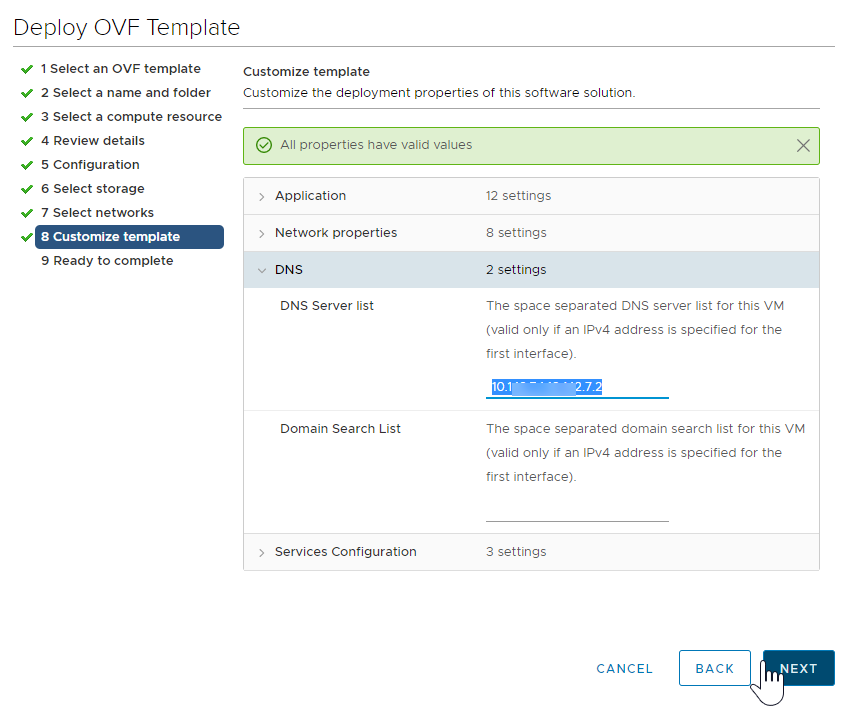 Deploy OVF Template
1 Select an OVF template
2 Select a name and folder
3 Select a compute resource
4 Review details
5 Configuration
6 Select storage
7 Select networks
8 Customize template
9 Ready to complete
Customize template
Customize the deployment properties of this software solution.
All properties have valid values
Application 12 settings
Network properties 8 settings
DNS 2 settings
DNS Server list
The space separated DNS server list for this VM
(valid only if an IPv4 address is specified for the
first interface).
Domain Search List
The space separated domain search list for this VM
(valid only if an IPv4 address is specified for the
first interface).
Services Configuration 3 settings
CANCEL
BACK
NEXT